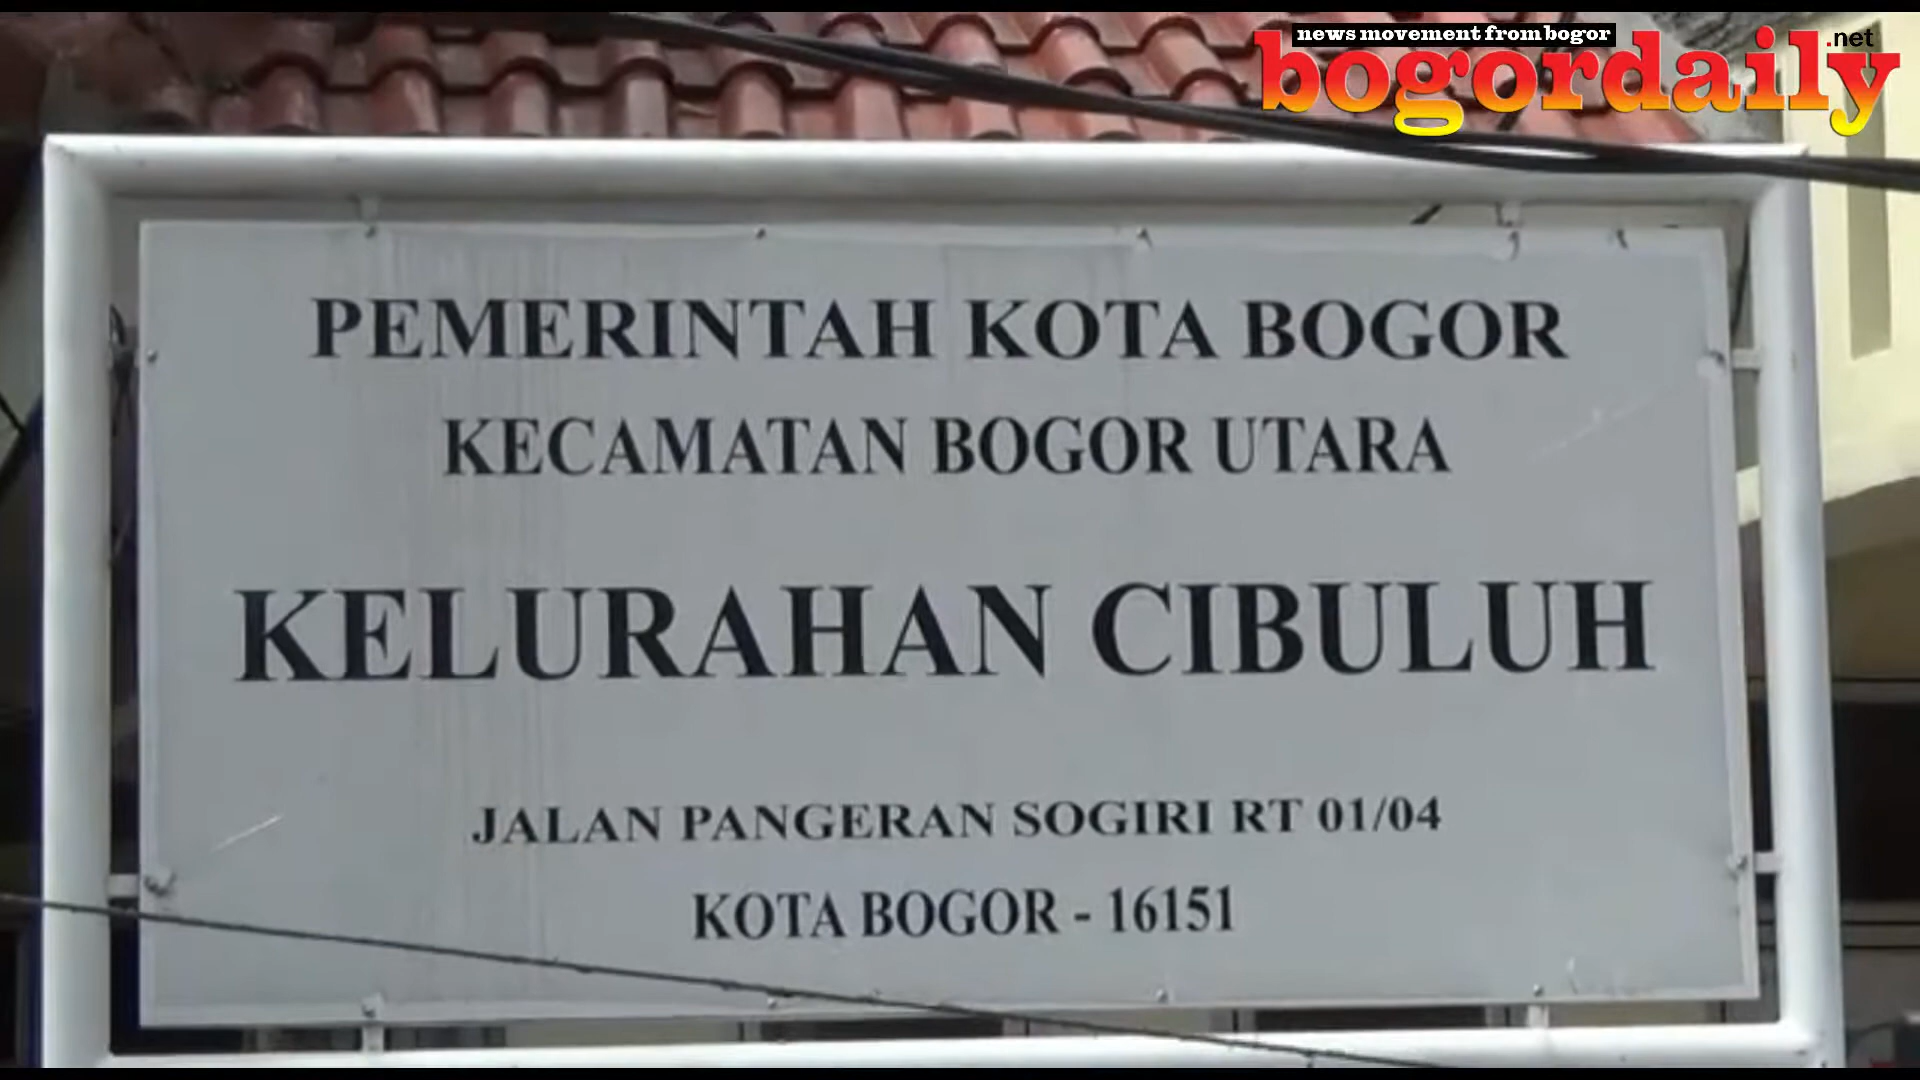 news movement from bogor
bogordaily.net
PEMERINTAH KOTA BOGOR
KECAMATAN BOGOR UTARA
KELURAHAN CIBULUH
JALAN PANGERAN SOGIRI RT 01/04
KOTA BOGOR - 16151